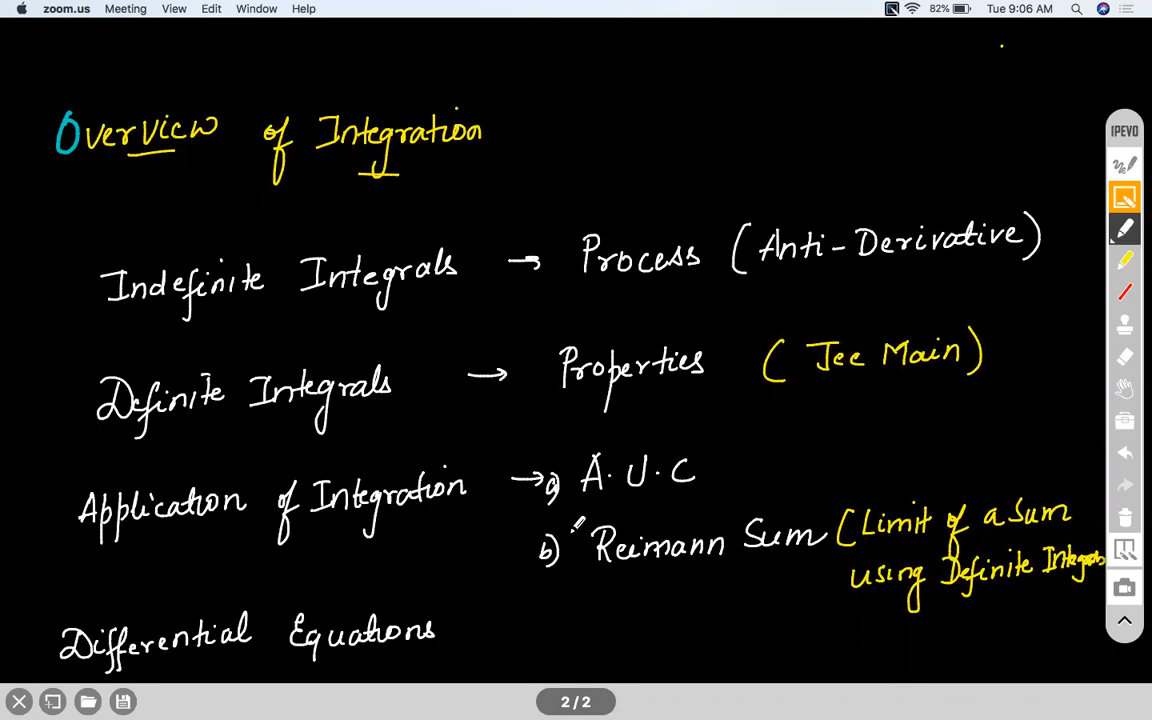 zoom.us Meeting View Edit Window Help 82% Tue 9:06 AM
Overview of Integration
IPEVO
Indefinite Integrals → Process (Anti-Derivative)
Definite Integrals → Properties (Jee Main)
Application of Integration → a) A.U.C
b) Reimann Sum (Limit of a Sum
using Definite Integrals
Differential Equations
2/2